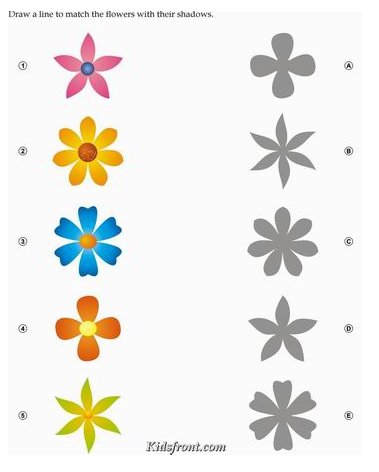 Draw a line to match the flowers with their shadows.
1 A
2 B
3 C
4 D
5 E
Kidsfront.com